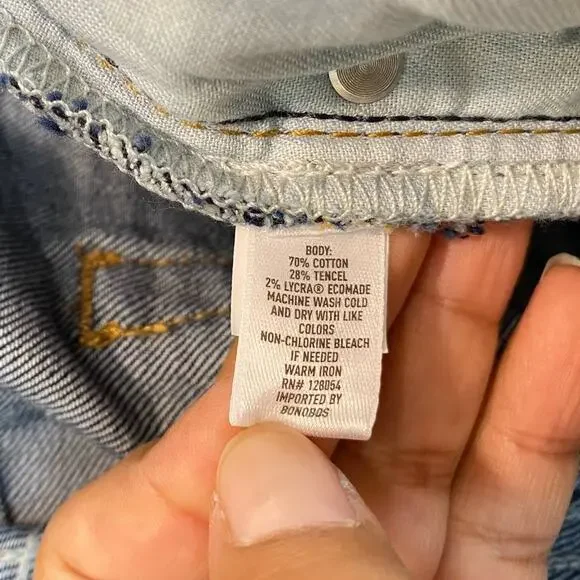 BODY:
70% COTTON
28% TENCEL
2% LYCRA® ECOMADE
MACHINE WASH COLD
AND DRY WITH LIKE
COLORS
NON-CHLORINE BLEACH
IF NEEDED
WARM IRON
RN# 128054
IMPORTED BY
BONOBOS